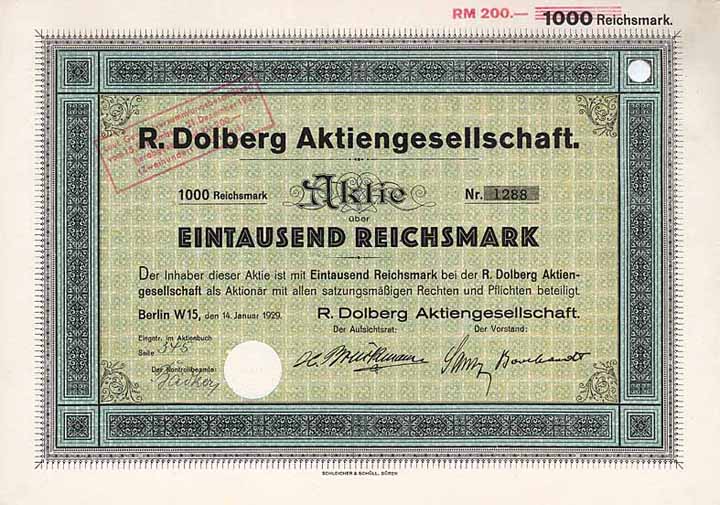 RM 200.— 1000 Reichsmark.
R. Dolberg Aktiengesellschaft.
1000 Reichsmark Aktie Nr. 1288
über
EINTAUSEND REICHSMARK
Der Inhaber dieser Aktie ist mit Eintausend Reichsmark bei der R. Dolberg Aktien-
gesellschaft als Aktionär mit allen satzungsmäßigen Rechten und Pflichten beteiligt.
Berlin W15, den 14. Januar 1929. R. Dolberg Aktiengesellschaft.
Der Aufsichtsrat: Der Vorstand:
Eingetr. im Aktienbuch
Seite 345
Der Kontrollbeamte:
SCHLEICHER & SCHÜLL, DÜREN